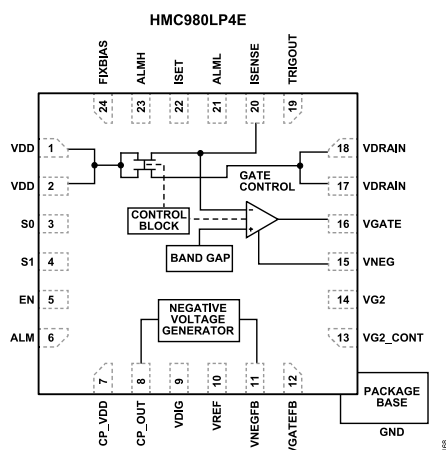 HMC980LP4E
FIXBIAS
ALMH
ISET
ALML
ISENSE
TRIGOUT
24
23
22
21
20
19
VDD
1
18
VDRAIN
VDD
2
17
VDRAIN
GATE
CONTROL
S0
3
CONTROL
BLOCK
–
+
16
VGATE
S1
4
BAND GAP
15
VNEG
EN
5
NEGATIVE
VOLTAGE
GENERATOR
14
VG2
ALM
6
13
VG2_CONT
7
8
9
10
11
12
CP_VDD
CP_OUT
VDIG
VREF
VNEGFB
VGATEFB
PACKAGE
BASE
GND